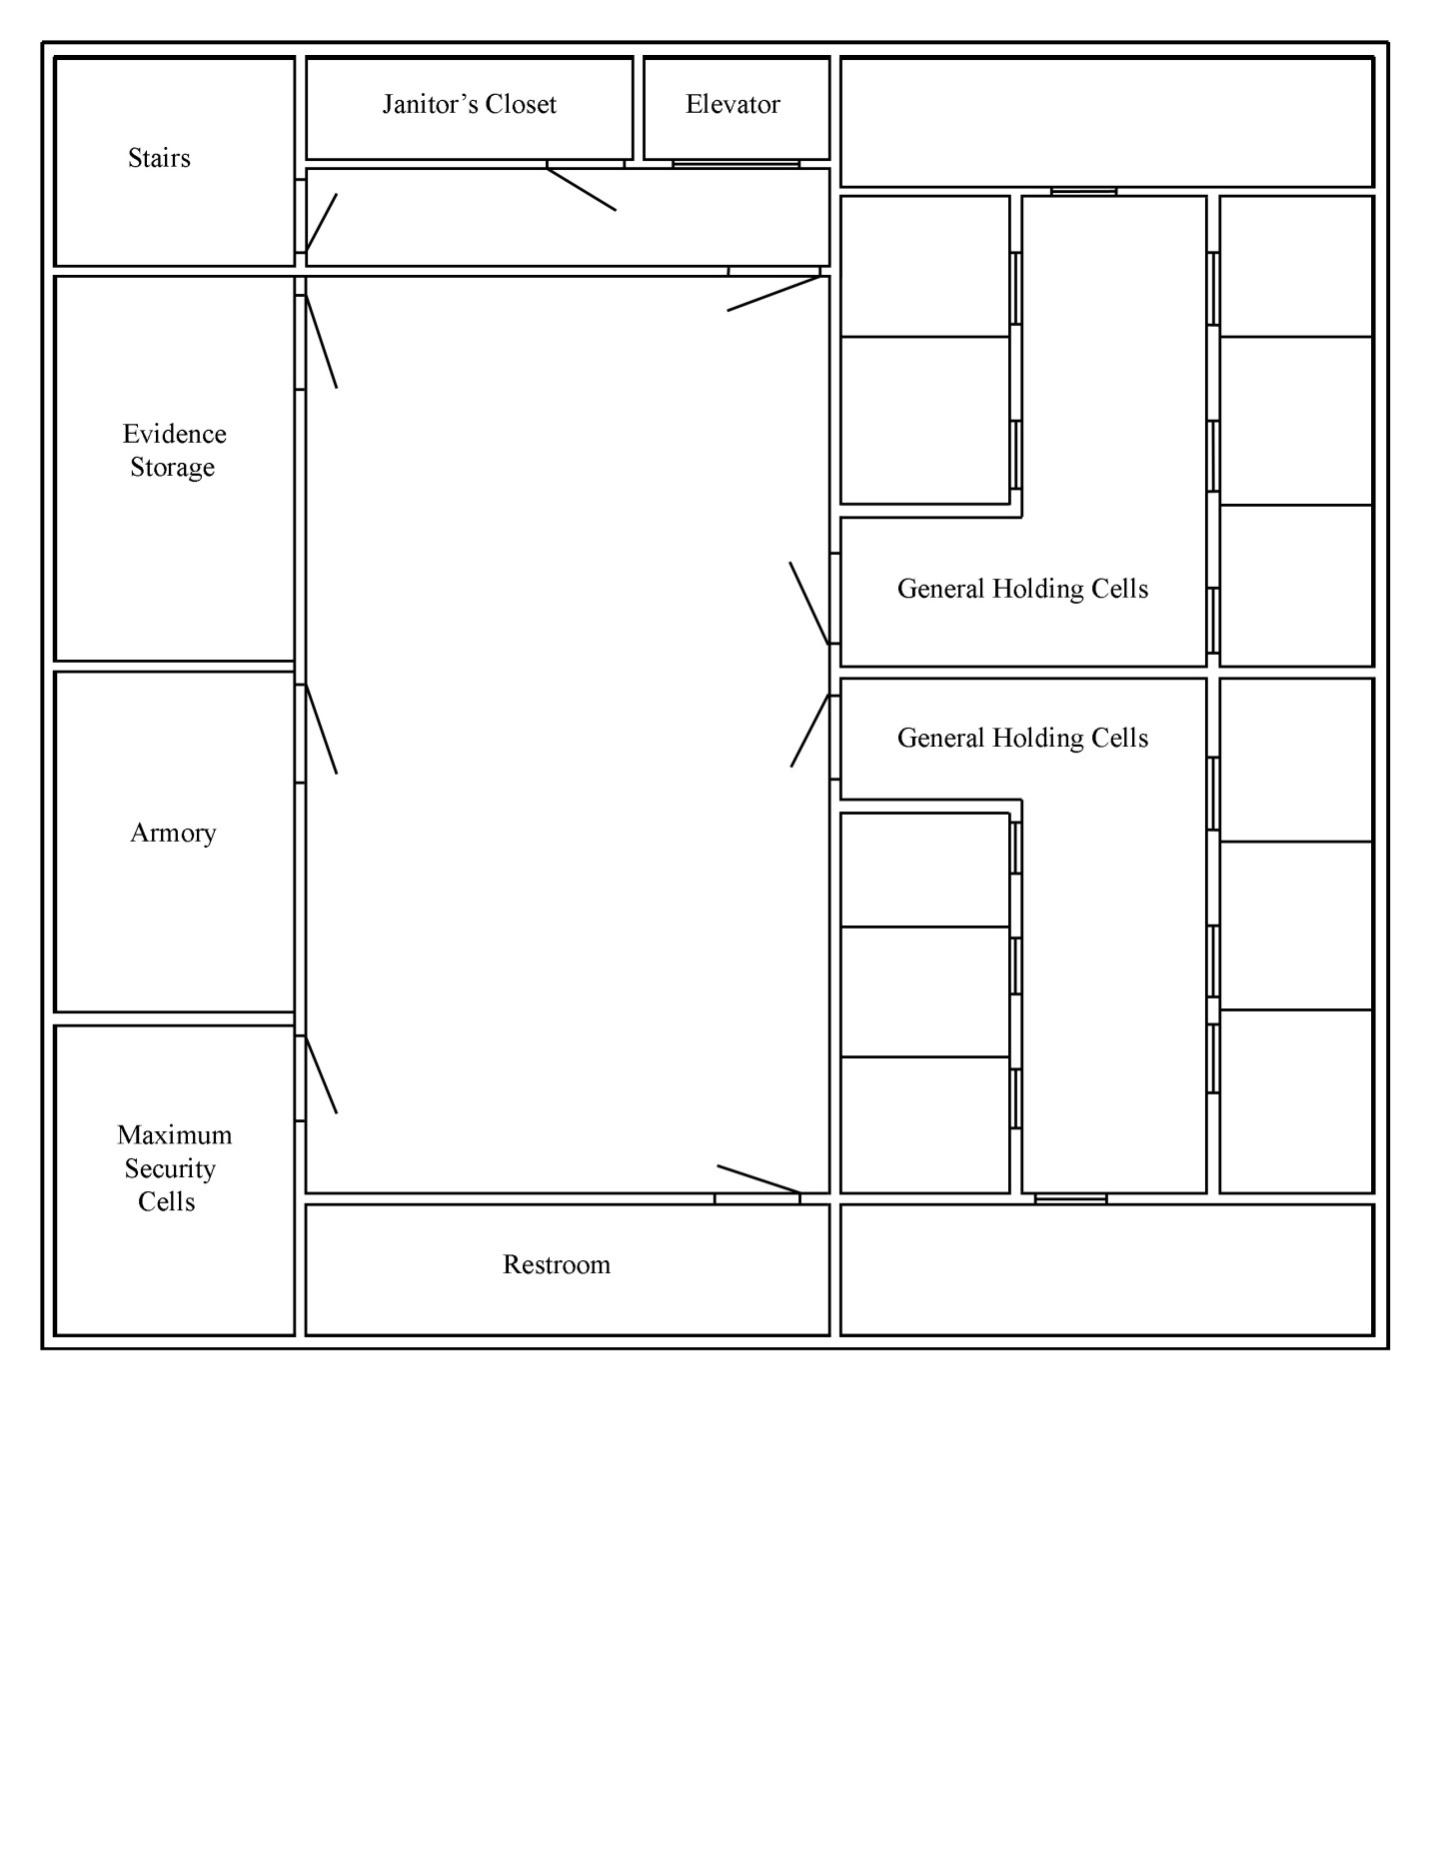 Janitor’s Closet
Elevator
Stairs
Evidence
Storage
General Holding Cells
General Holding Cells
Armory
Maximum
Security
Cells
Restroom